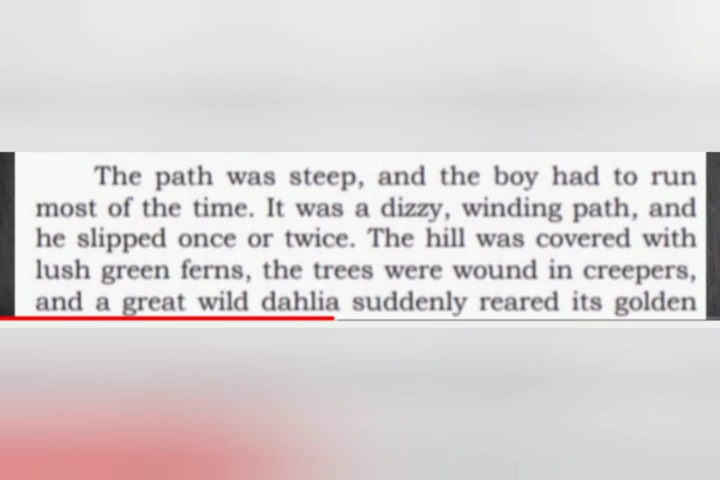 The path was steep, and the boy had to run
most of the time. It was a dizzy, winding path, and
he slipped once or twice. The hill was covered with
lush green ferns, the trees were wound in creepers,
and a great wild dahlia suddenly reared its golden